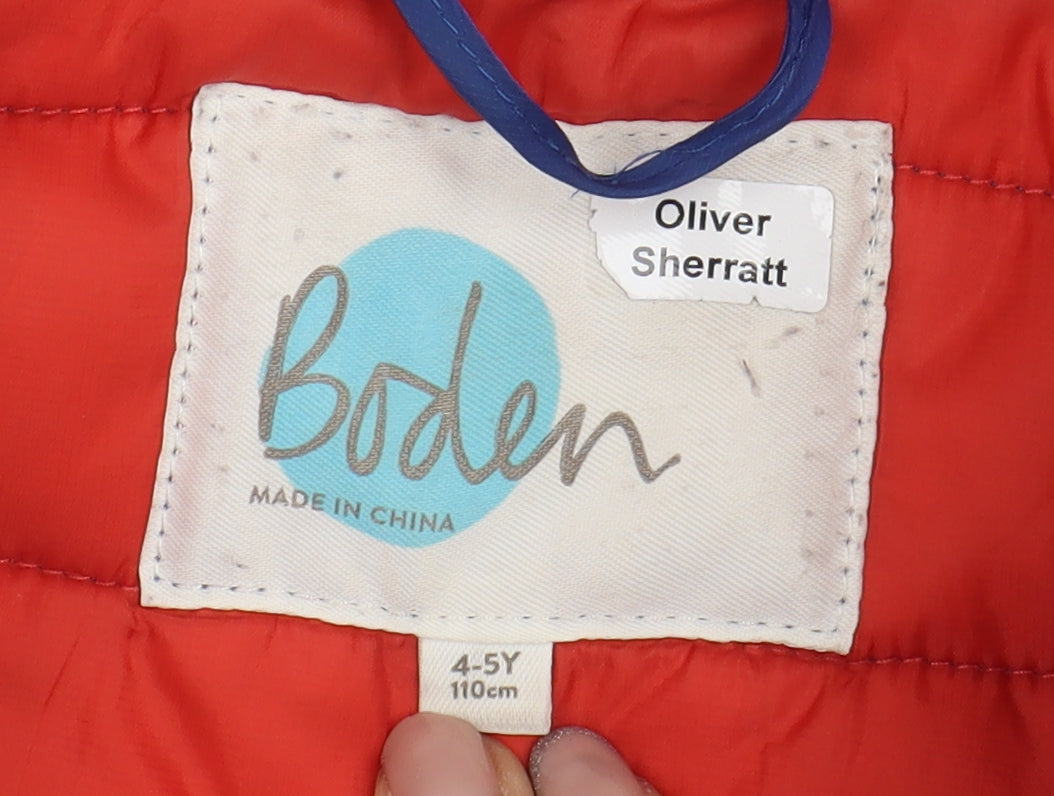 Oliver
Sherratt
Boden
MADE IN CHINA
4-5Y
110cm